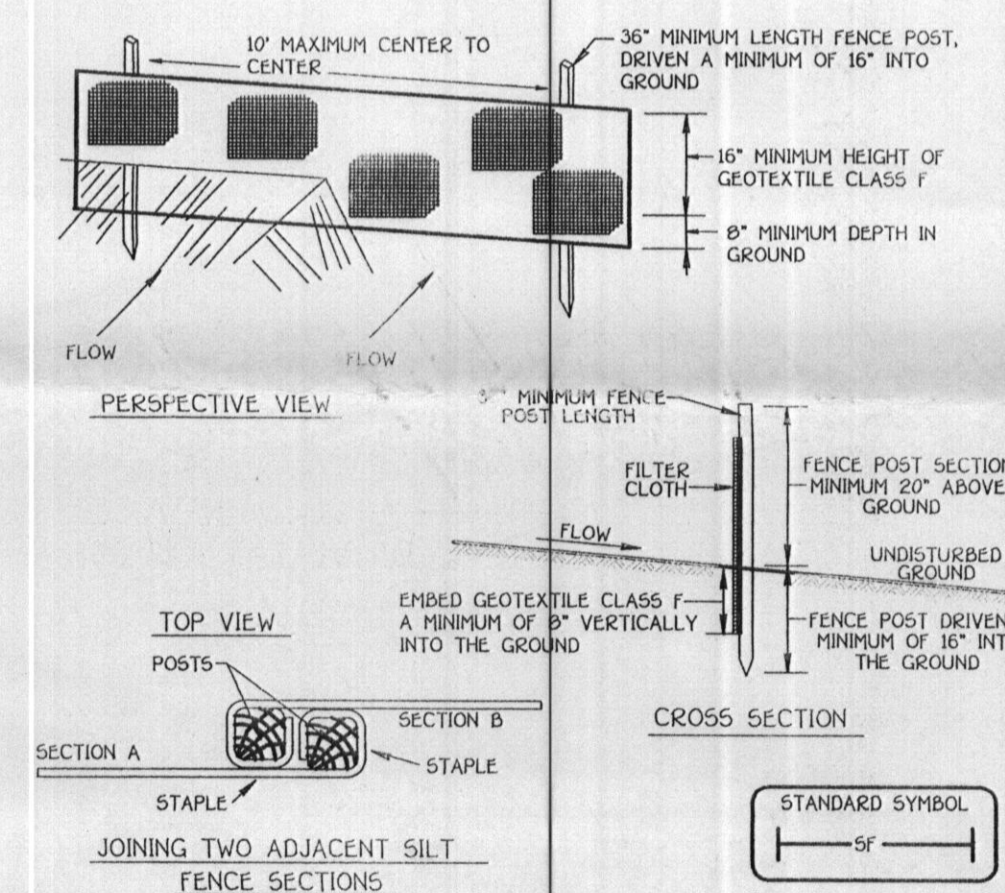 10' MAXIMUM CENTER TO
CENTER
36" MINIMUM LENGTH FENCE POST,
DRIVEN A MINIMUM OF 16" INTO
GROUND
16" MINIMUM HEIGHT OF
GEOTEXTILE CLASS F
8" MINIMUM DEPTH IN
GROUND
FLOW
FLOW
PERSPECTIVE VIEW
MINIMUM FENCE
POST LENGTH
FILTER
CLOTH
FENCE POST SECTION
MINIMUM 20" ABOVE
GROUND
FLOW
UNDISTURBED
GROUND
EMBED GEOTEXTILE CLASS F
A MINIMUM OF 8" VERTICALLY
INTO THE GROUND
FENCE POST DRIVEN
MINIMUM OF 16" INT
THE GROUND
TOP VIEW
POSTS
SECTION B
SECTION A
STAPLE
STAPLE
CROSS SECTION
JOINING TWO ADJACENT SILT
FENCE SECTIONS
STANDARD SYMBOL
SF